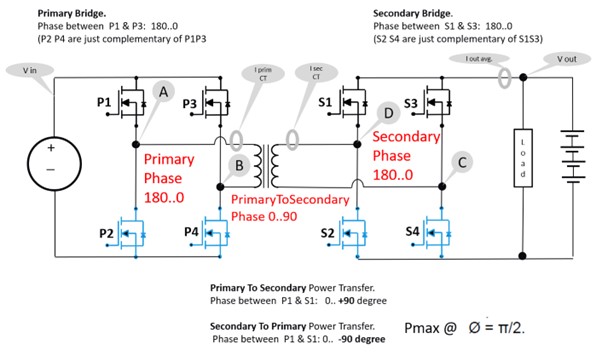 Primary Bridge.
Phase between P1 & P3: 180..0
(P2 P4 are just complementary of P1P3
Secondary Bridge.
Phase between S1 & S3: 180..0
(S2 S4 are just complementary of S1S3)
V in
I prim
CT
I sec
CT
I out avg.
V out
P1
A
P3
S1
S3
D
B
C
Primary
Phase
180..0
Secondary
Phase
180..0
PrimaryToSecondary
Phase 0..90
Load
+
P2
P4
S2
S4
Primary To Secondary Power Transfer.
Phase between P1 & S1: 0.. +90 degree
Secondary To Primary Power Transfer.
Phase between P1 & S1: 0.. -90 degree
Pmax @ Ø = π/2.